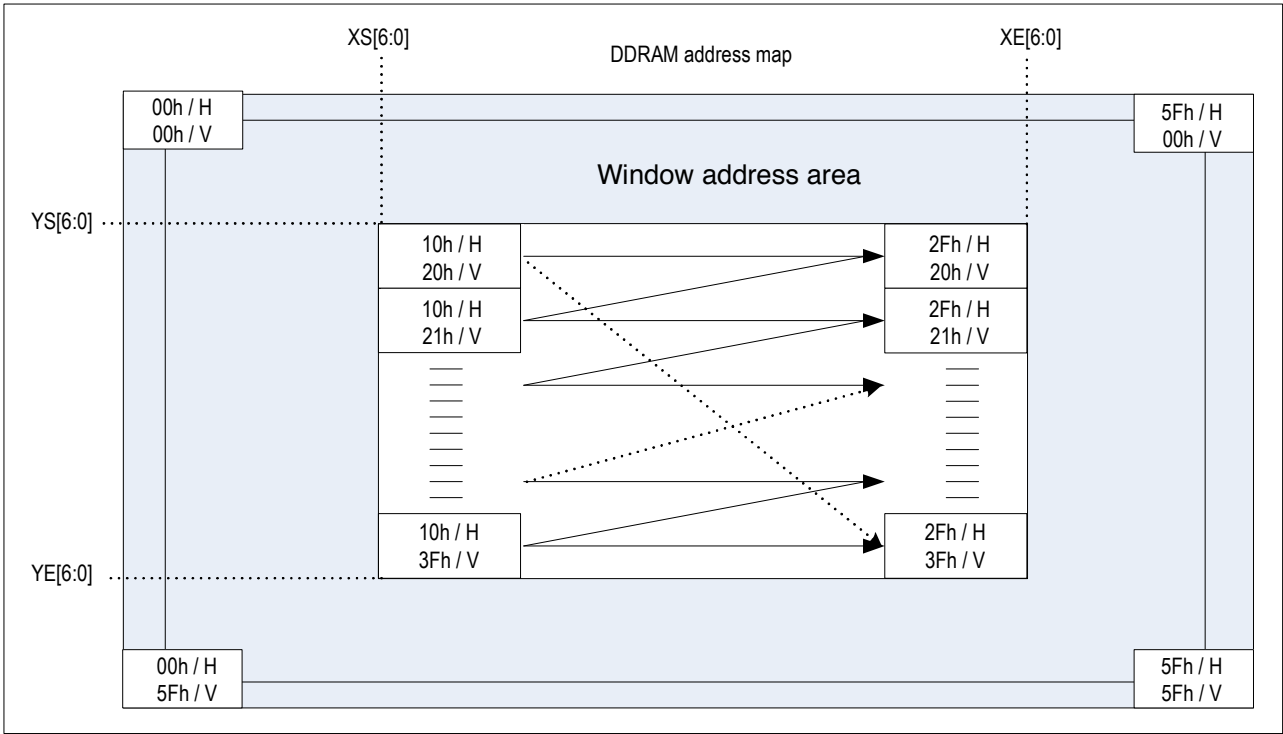 XS[6:0]
DDRAM address map
XE[6:0]
00h / H
00h / V
5Fh / H
00h / V
Window address area
YS[6:0]
10h / H
20h / V
2Fh / H
20h / V
10h / H
21h / V
2Fh / H
21h / V
10h / H
3Fh / V
2Fh / H
3Fh / V
YE[6:0]
00h / H
5Fh / V
5Fh / H
5Fh / V